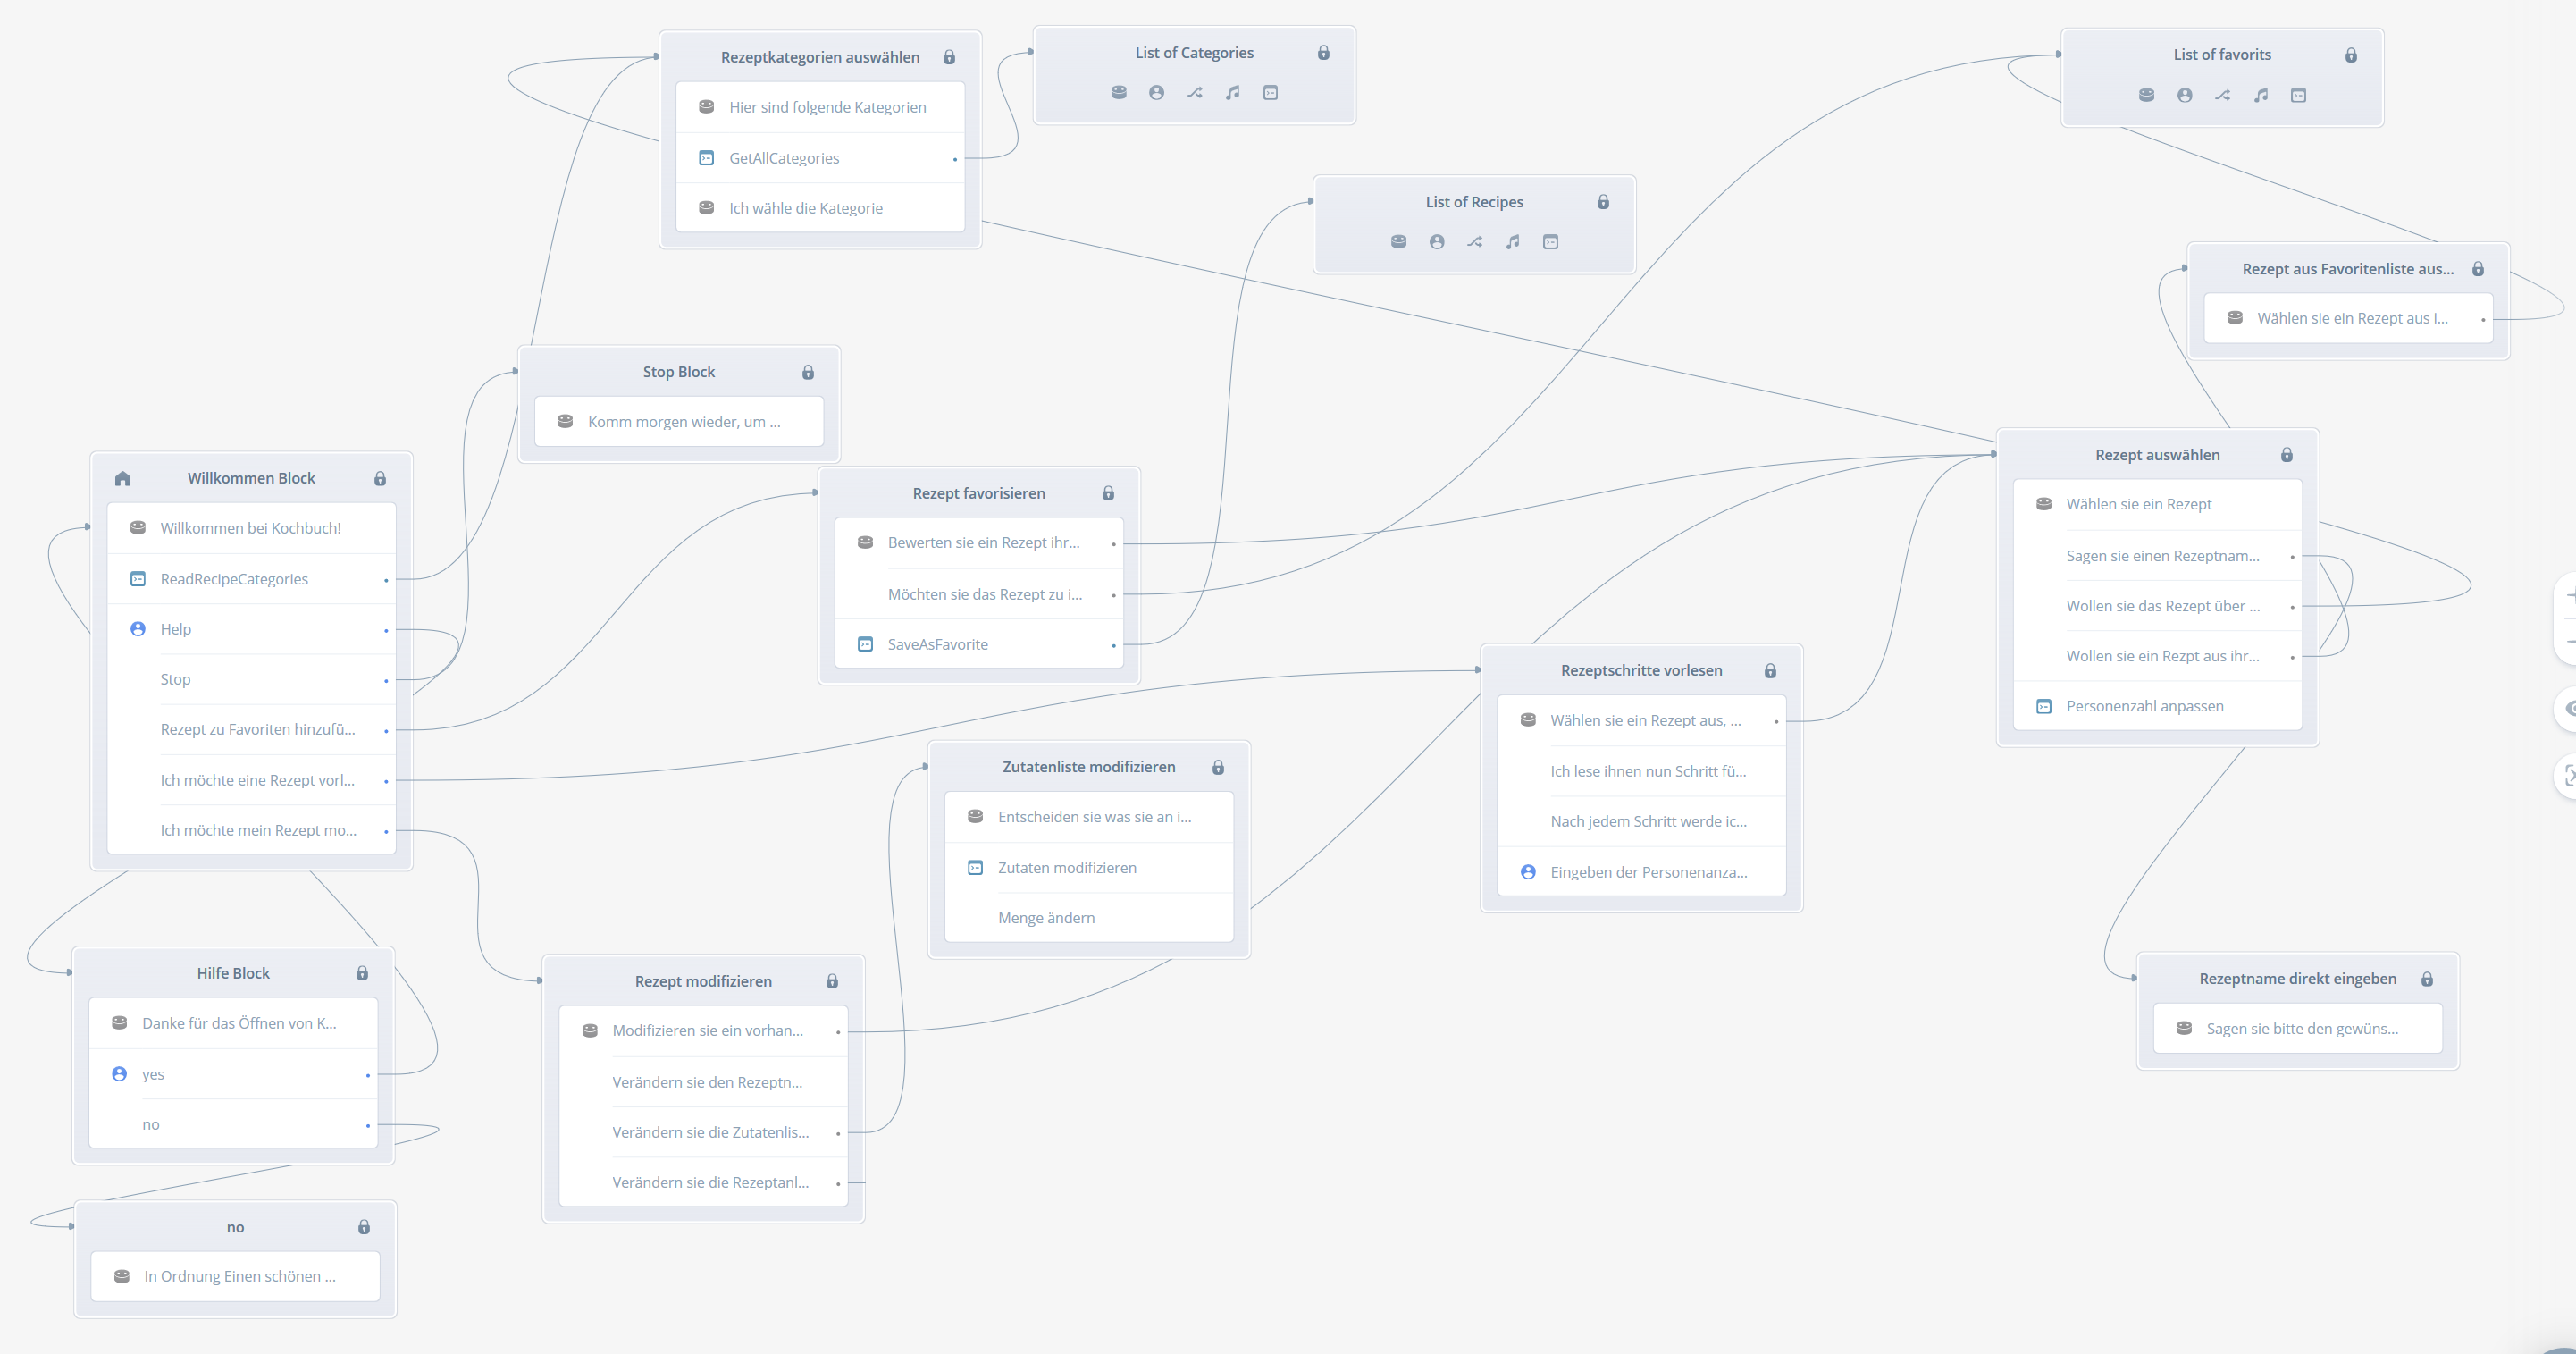 Rezeptkategorien auswählen
Hier sind folgende Kategorien
GetAllCategories
Ich wähle die Kategorie
List of Categories
List of favorits
List of Recipes
Rezept aus Favoritenliste aus...
Wählen sie ein Rezept aus i...
Stop Block
Komm morgen wieder, um ...
Willkommen Block
Willkommen bei Kochbuch!
ReadRecipeCategories
Help
Stop
Rezept zu Favoriten hinzufü...
Ich möchte eine Rezept vorl...
Ich möchte mein Rezept mo...
Rezept favorisieren
Bewerten sie ein Rezept ihr...
Möchten sie das Rezept zu i...
SaveAsFavorite
Rezept auswählen
Wählen sie ein Rezept
Sagen sie einen Rezeptnam...
Wollen sie das Rezept über ...
Wollen sie ein Rezpt aus ihr...
Personenzahl anpassen
Rezeptschritte vorlesen
Wählen sie ein Rezept aus, ...
Ich lese ihnen nun Schritt fü...
Nach jedem Schritt werde ic...
Eingeben der Personenanza...
Zutatenliste modifizieren
Entscheiden sie was sie an i...
Zutaten modifizieren
Menge ändern
Hilfe Block
Danke für das Öffnen von K...
yes
no
Rezept modifizieren
Modifizieren sie ein vorhan...
Verändern sie den Rezeptn...
Verändern sie die Zutatenlis...
Verändern sie die Rezeptanl...
Rezeptname direkt eingeben
Sagen sie bitte den gewüns...
no
In Ordnung Einen schönen ...